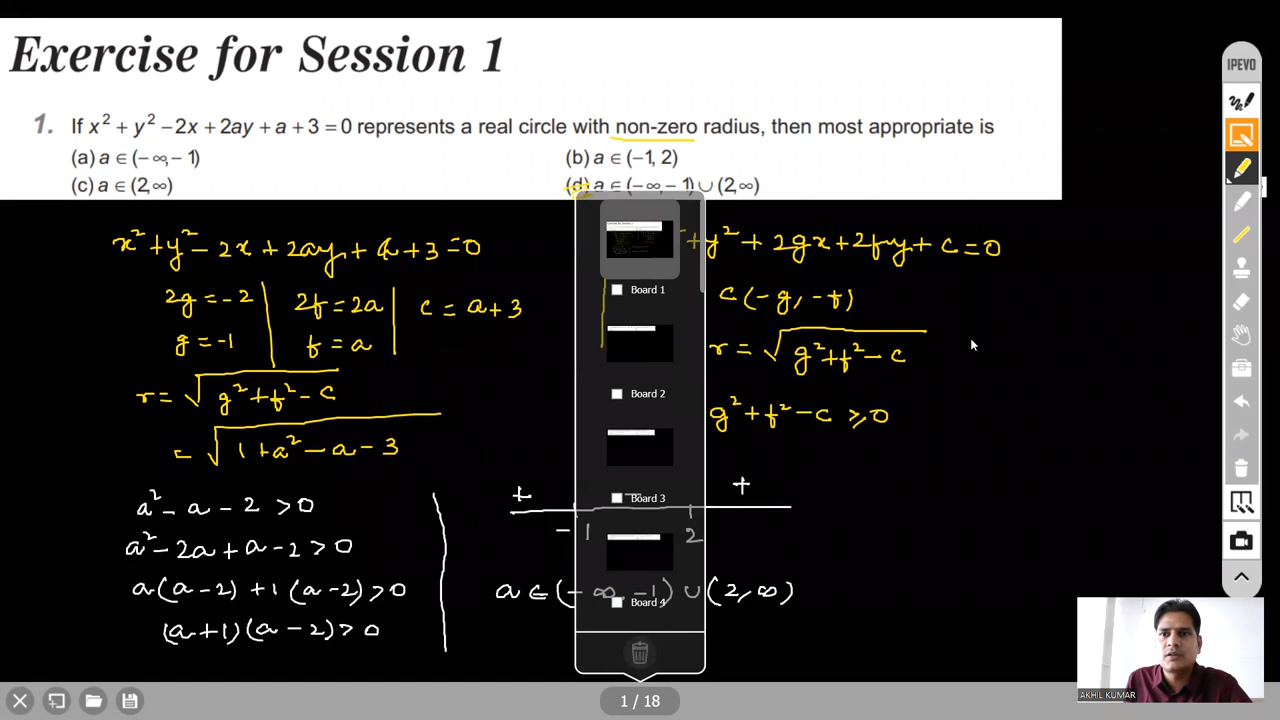 Exercise for Session 1
IPEVO
1. If x² + y² – 2x + 2ay + a + 3 = 0 represents a real circle with non-zero radius, then most appropriate is
(a) a ∈ (–∞, –1)
(b) a ∈ (–1, 2)
(c) a ∈ (2, ∞)
(d) a ∈ (–∞, –1) ∪ (2, ∞)
x² + y² - 2x + 2ay + a + 3 = 0
+ y² + 2gx + 2fy + c = 0
2g = -2 | 2f = 2a | c = a + 3
g = -1 | f = a
c (-g, -f)
r = √(g² + f² - c)
r = √(g² + f² - c)
= √(1 + a² - a - 3)
g² + f² - c ≥ 0
a² - a - 2 > 0
a² - 2a + a - 2 > 0
a(a - 2) + 1(a - 2) > 0
(a + 1)(a - 2) > 0
+ +
-1 2
a ∈ (-∞, -1) ∪ (2, ∞)
Board 1
Board 2
Board 3
Board 4
1 / 18
AKHIL KUMAR